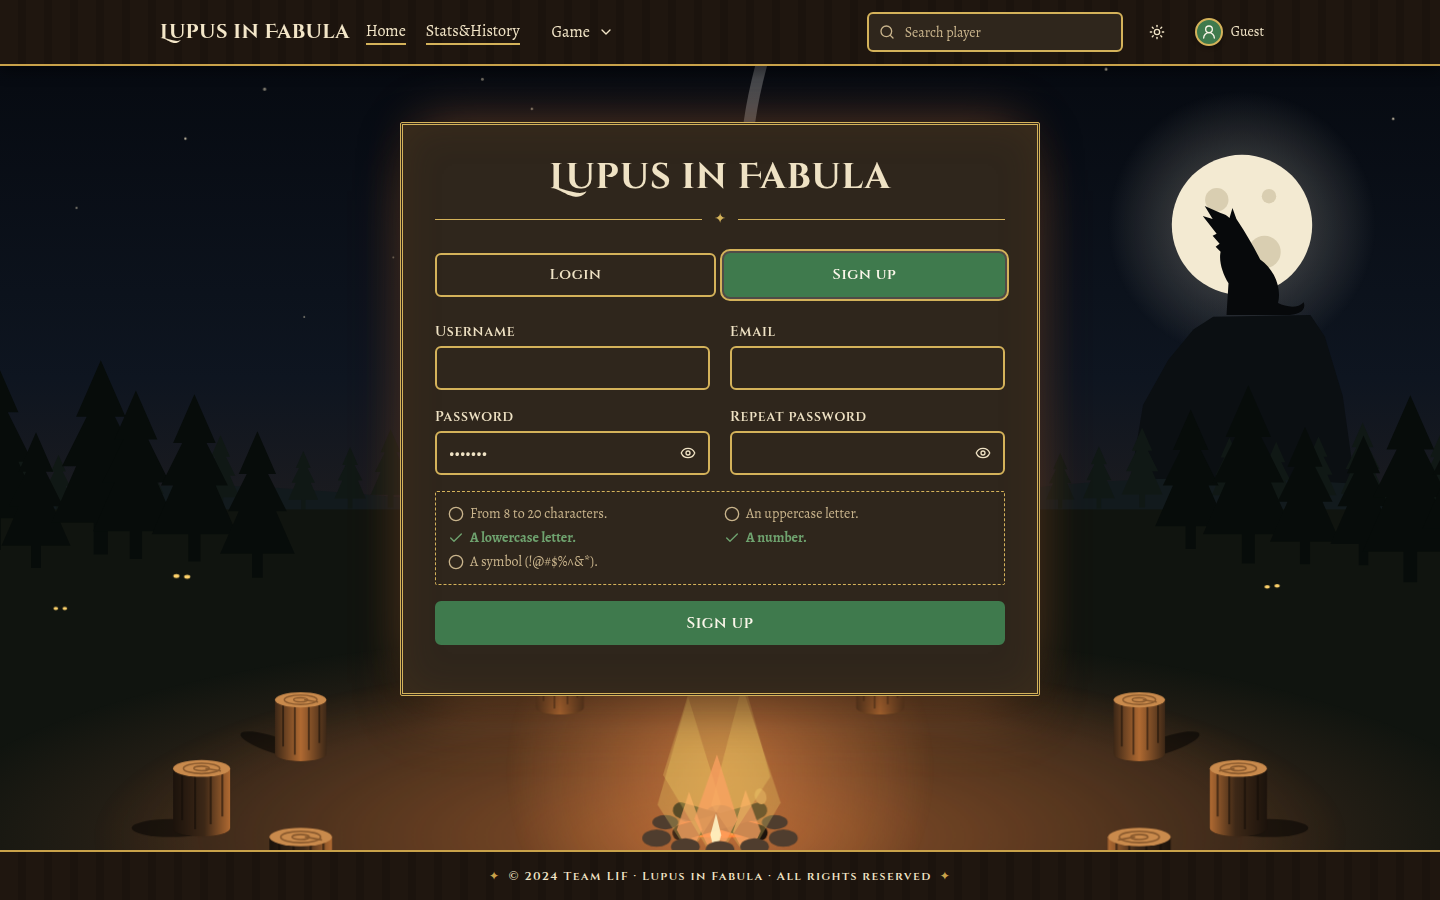 Lupus in Fabula Home Stats&History Game Search player Guest
Lupus in Fabula
Login Sign up
Username Email
Password Repeat password
•••••••
From 8 to 20 characters. An uppercase letter.
A lowercase letter. A number.
A symbol (!@#$%^&*).
Sign up
© 2024 Team LIF · Lupus in Fabula · All rights reserved